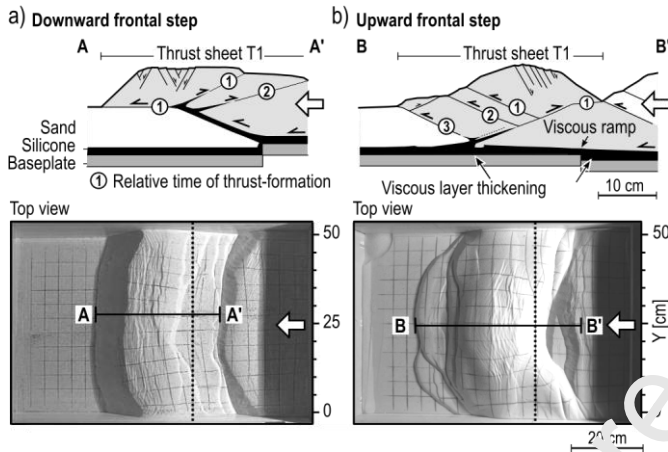 a) Downward frontal step
A A'
Thrust sheet T1
1 2 1
Sand
Silicone
Baseplate
① Relative time of thrust-formation
b) Upward frontal step
B B'
Thrust sheet T1
1 1 2 3
Viscous ramp
Viscous layer thickening
10 cm
Top view
A A'
50
25
0
Top view
B B'
50
25
0
Y [cm]
20 cm